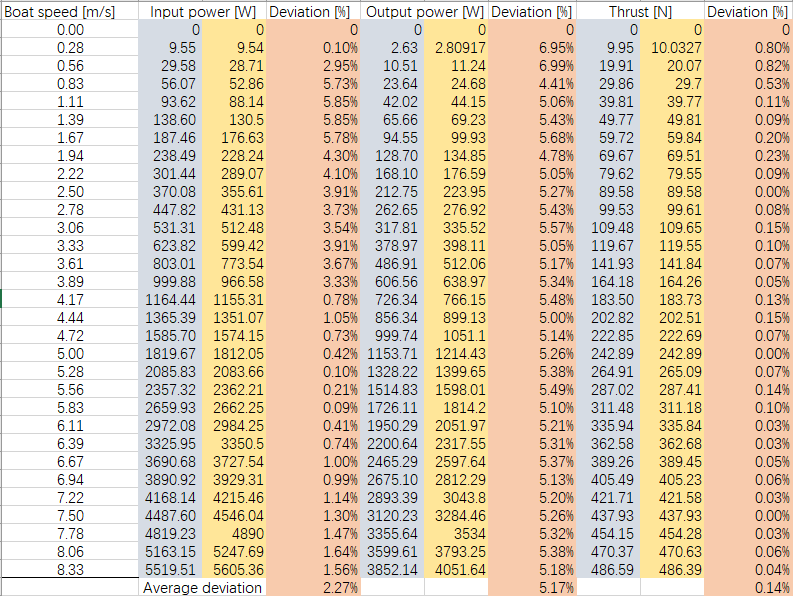 Boat speed [m/s] Input power [W] Deviation [%] Output power [W] Deviation [%] Thrust [N] Deviation [%]
0.00 0 0 0 0 0 0 0 0 0
0.28 9.55 9.54 0.10% 2.63 2.80917 6.95% 9.95 10.0327 0.80%
0.56 29.58 28.71 2.95% 10.51 11.24 6.99% 19.91 20.07 0.82%
0.83 56.07 52.86 5.73% 23.64 24.68 4.41% 29.86 29.7 0.53%
1.11 93.62 88.14 5.85% 42.02 44.15 5.06% 39.81 39.77 0.11%
1.39 138.60 130.5 5.85% 65.66 69.23 5.43% 49.77 49.81 0.09%
1.67 187.46 176.63 5.78% 94.55 99.93 5.68% 59.72 59.84 0.20%
1.94 238.49 228.24 4.30% 128.70 134.85 4.78% 69.67 69.51 0.23%
2.22 301.44 289.07 4.10% 168.10 176.59 5.05% 79.62 79.55 0.09%
2.50 370.08 355.61 3.91% 212.75 223.95 5.27% 89.58 89.58 0.00%
2.78 447.82 431.13 3.73% 262.65 276.92 5.43% 99.53 99.61 0.08%
3.06 531.31 512.48 3.54% 317.81 335.52 5.57% 109.48 109.65 0.15%
3.33 623.82 599.42 3.91% 378.97 398.11 5.05% 119.67 119.55 0.10%
3.61 803.01 773.54 3.67% 486.91 512.06 5.17% 141.93 141.84 0.07%
3.89 999.88 966.58 3.33% 606.56 638.97 5.34% 164.18 164.26 0.05%
4.17 1164.44 1155.31 0.78% 726.34 766.15 5.48% 183.50 183.73 0.13%
4.44 1365.39 1351.07 1.05% 856.34 899.13 5.00% 202.82 202.51 0.15%
4.72 1585.70 1574.15 0.73% 999.74 1051.1 5.14% 222.85 222.69 0.07%
5.00 1819.67 1812.05 0.42% 1153.71 1214.43 5.26% 242.89 242.89 0.00%
5.28 2085.83 2083.66 0.10% 1328.22 1399.65 5.38% 264.91 265.09 0.07%
5.56 2357.32 2362.21 0.21% 1514.83 1598.01 5.49% 287.02 287.41 0.14%
5.83 2659.93 2662.25 0.09% 1726.11 1814.2 5.10% 311.48 311.18 0.10%
6.11 2972.08 2984.25 0.41% 1950.29 2051.97 5.21% 335.94 335.84 0.03%
6.39 3325.95 3350.5 0.74% 2200.64 2317.55 5.31% 362.58 362.68 0.03%
6.67 3690.68 3727.54 1.00% 2465.29 2597.64 5.37% 389.26 389.45 0.05%
6.94 3890.92 3929.31 0.99% 2675.10 2812.29 5.13% 405.49 405.23 0.06%
7.22 4168.14 4215.46 1.14% 2893.39 3043.8 5.20% 421.71 421.58 0.03%
7.50 4487.60 4546.04 1.30% 3120.23 3284.46 5.26% 437.93 437.93 0.00%
7.78 4819.23 4890 1.47% 3355.64 3534 5.32% 454.15 454.28 0.03%
8.06 5163.15 5247.69 1.64% 3599.61 3793.25 5.38% 470.37 470.63 0.06%
8.33 5519.51 5605.36 1.56% 3852.14 4051.64 5.18% 486.59 486.39 0.04%
Average deviation 2.27% 5.17% 0.14%